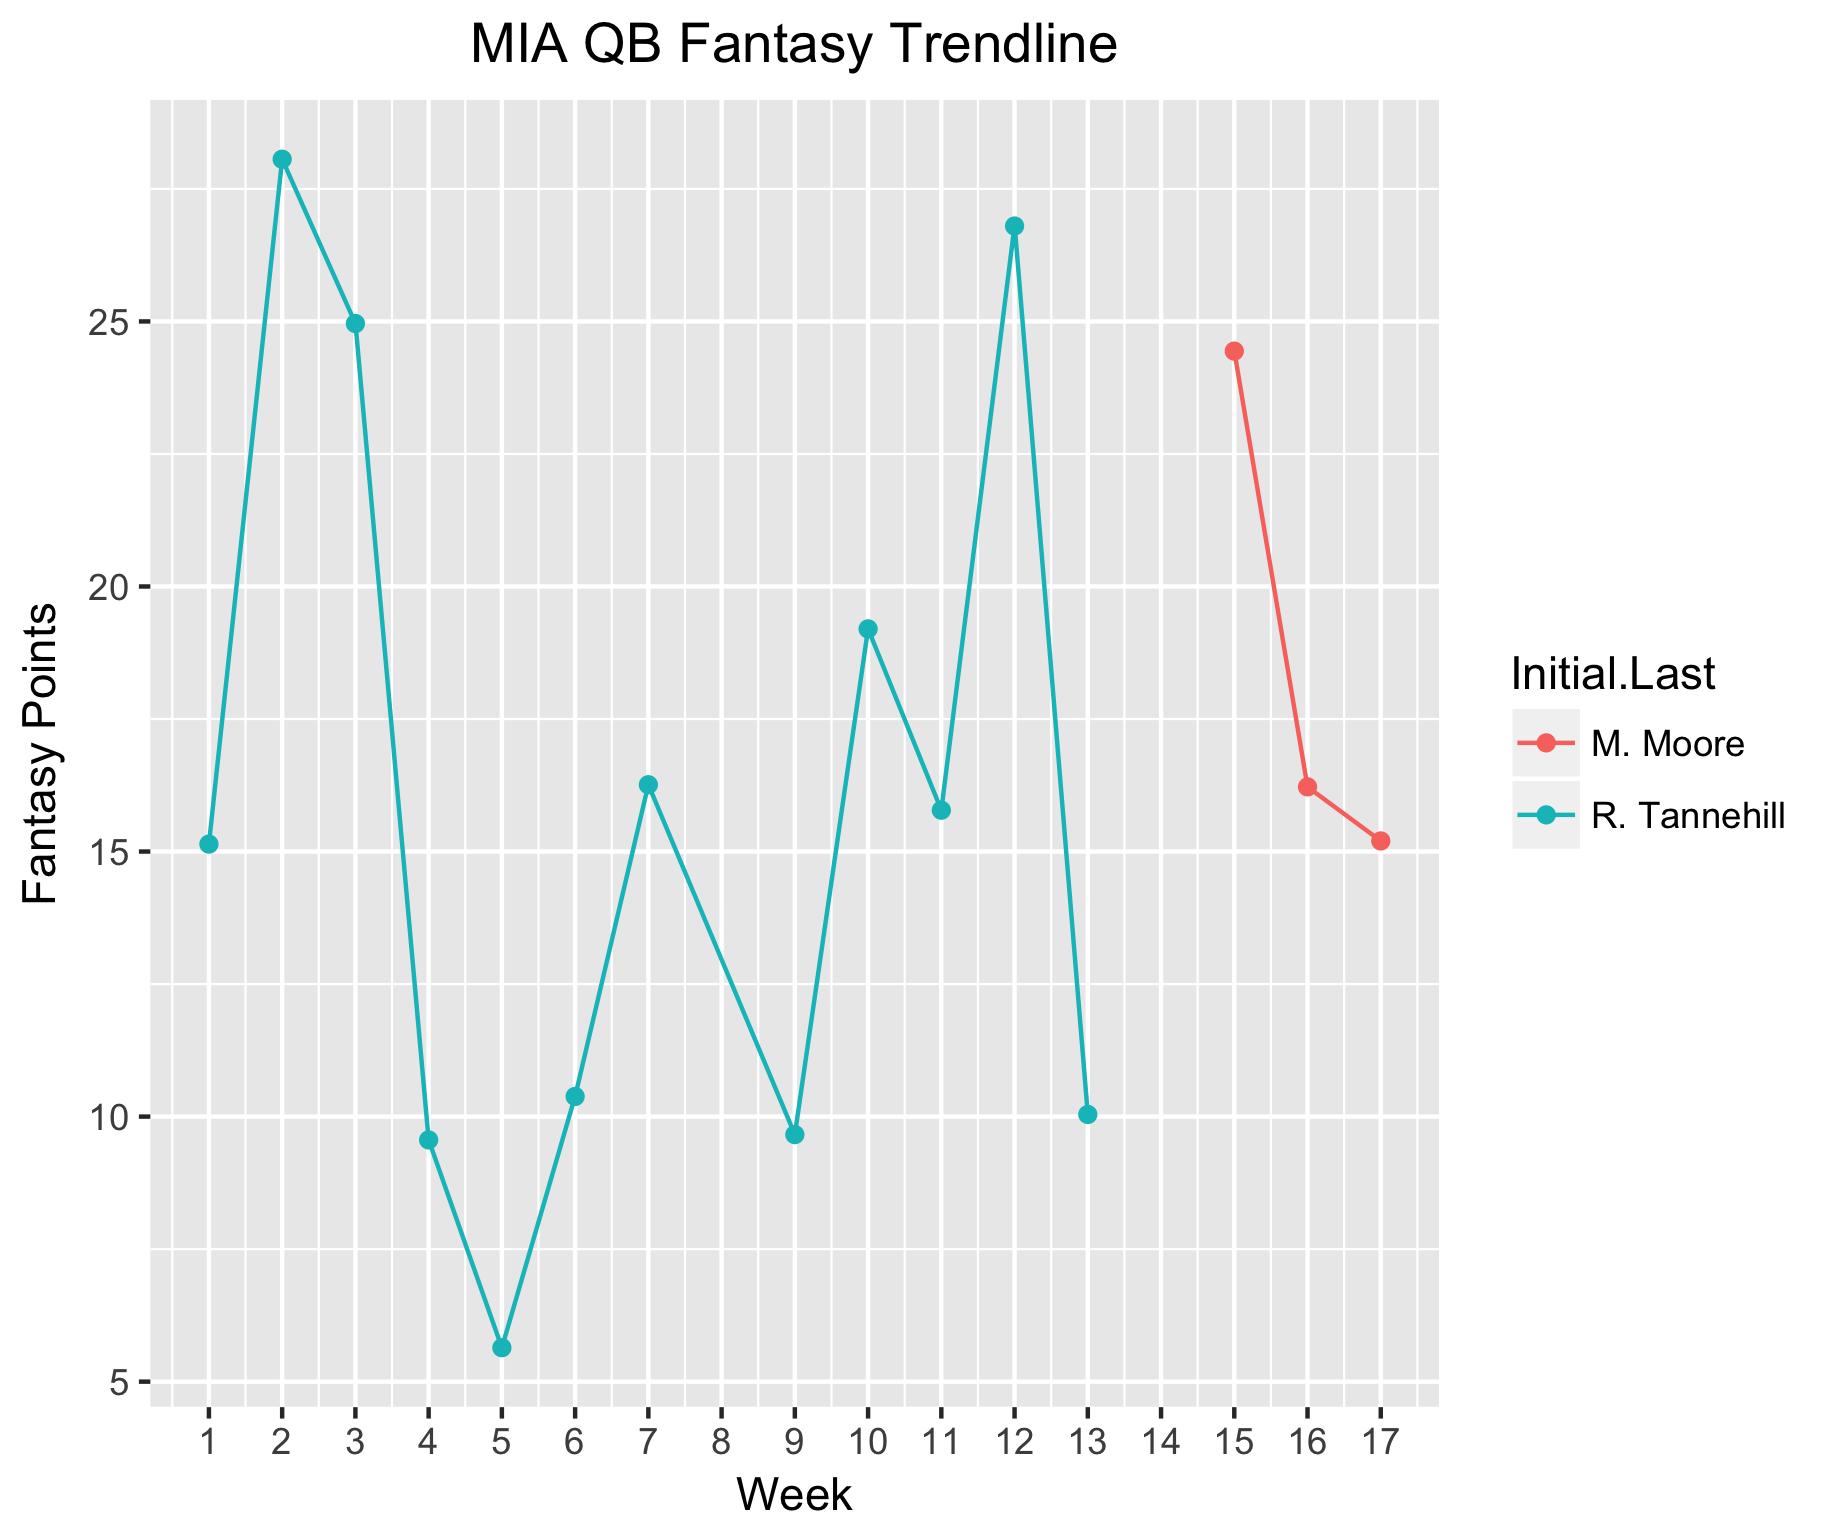 MIA QB Fantasy Trendline
Fantasy Points
25
20
15
10
5
1 2 3 4 5 6 7 8 9 10 11 12 13 14 15 16 17
Week
Initial.Last
M. Moore
R. Tannehill